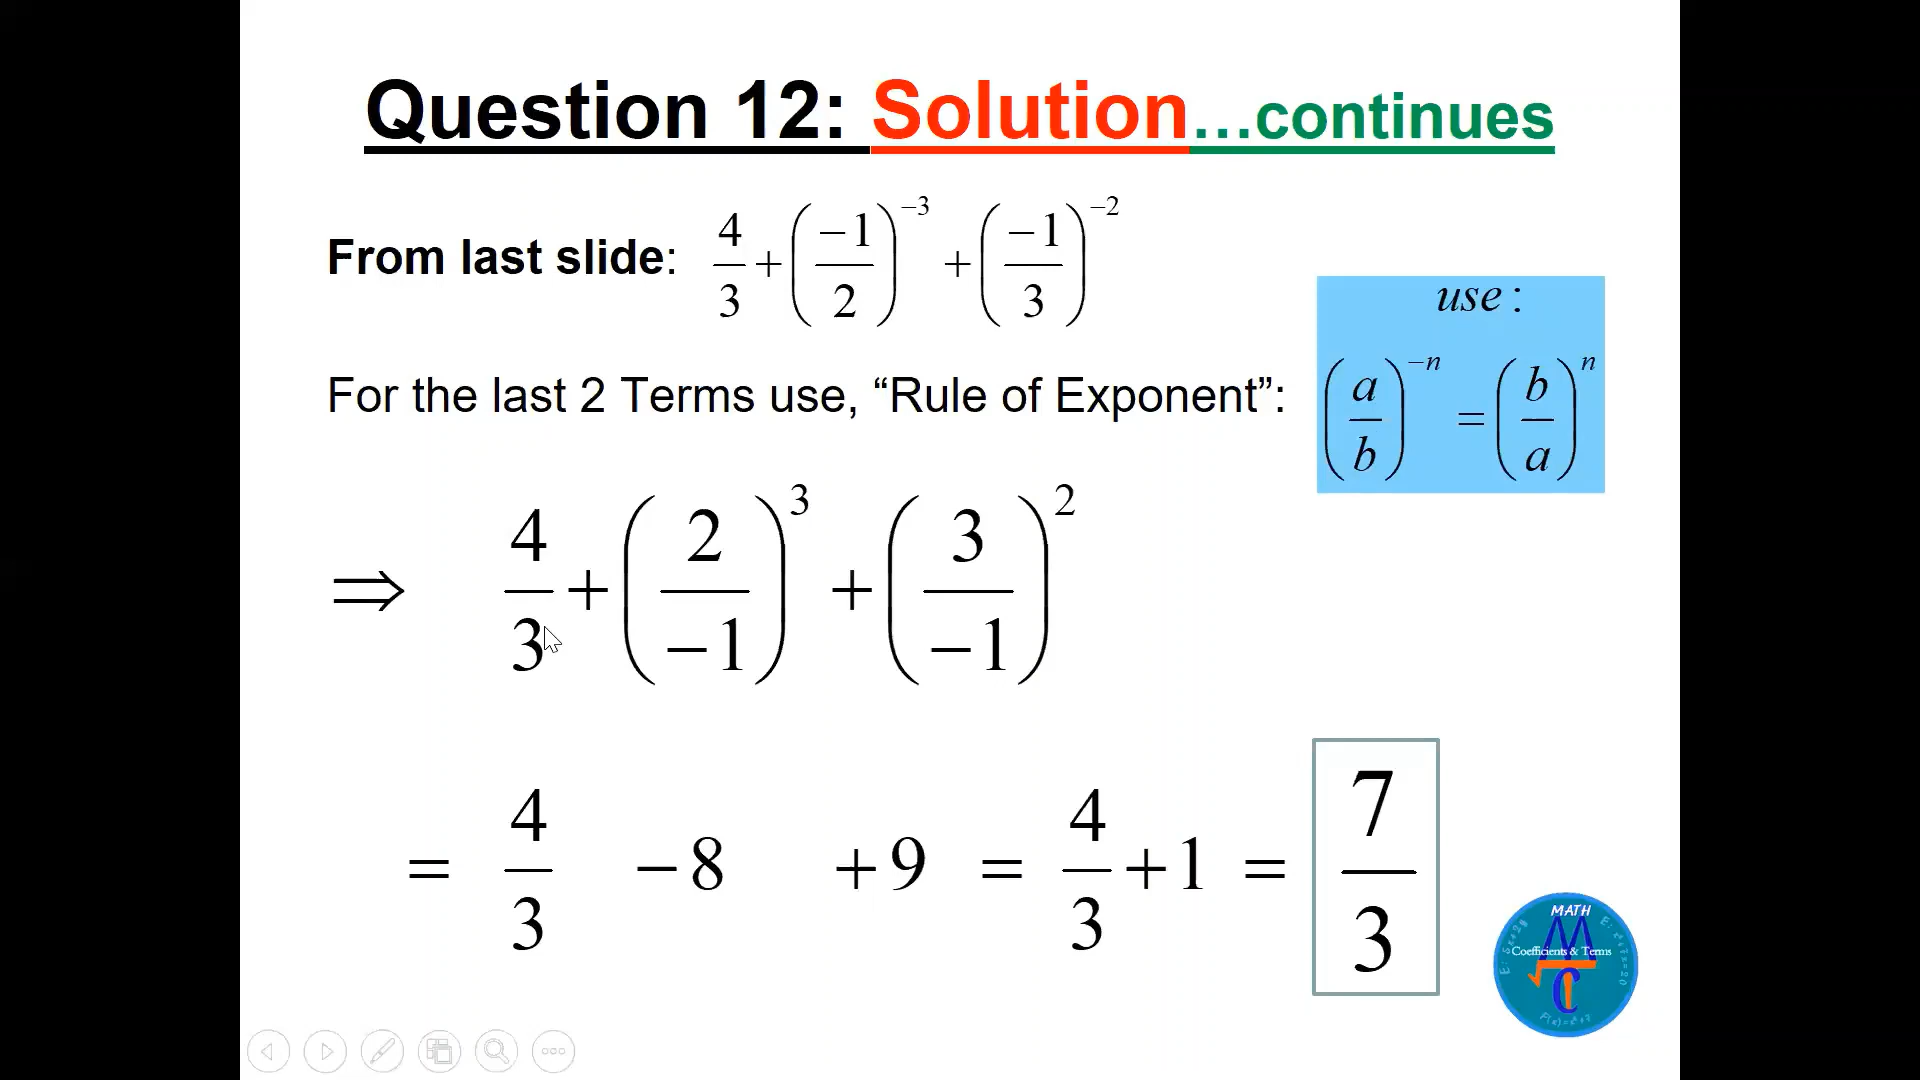 Question 12: Solution...continues
From last slide: 4/3 + (−1/2)^−3 + (−1/3)^−2
use :
(a/b)^−n = (b/a)^n
For the last 2 Terms use, “Rule of Exponent”:
⇒ 4/3 + (2/−1)^3 + (3/−1)^2
= 4/3 − 8 + 9 = 4/3 + 1 = 7/3
MATH
Coefficients & Terms